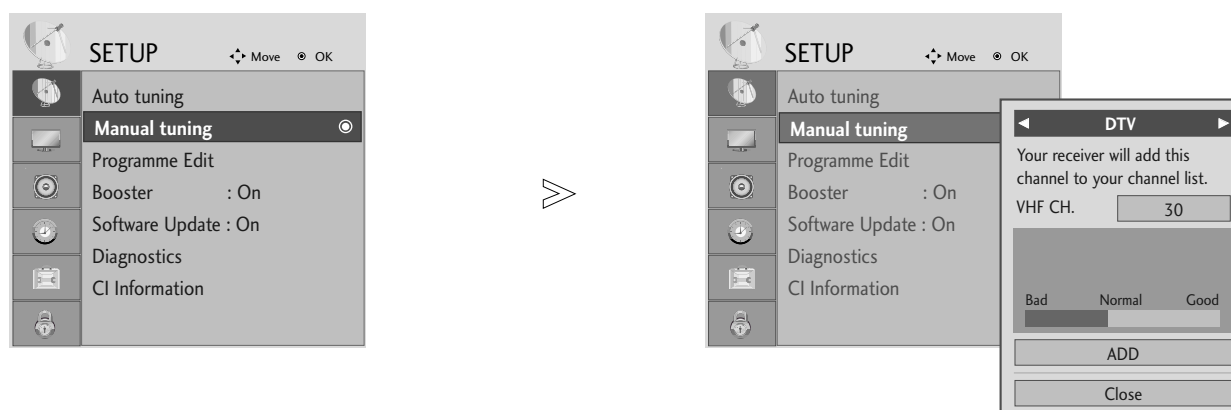 SETUP Move OK
Auto tuning
Manual tuning
Programme Edit
Booster : On
Software Update : On
Diagnostics
CI Information
SETUP Move OK
Auto tuning
Manual tuning
Programme Edit
Booster : On
Software Update : On
Diagnostics
CI Information
DTV
Your receiver will add this
channel to your channel list.
VHF CH. 30
Bad Normal Good
ADD
Close